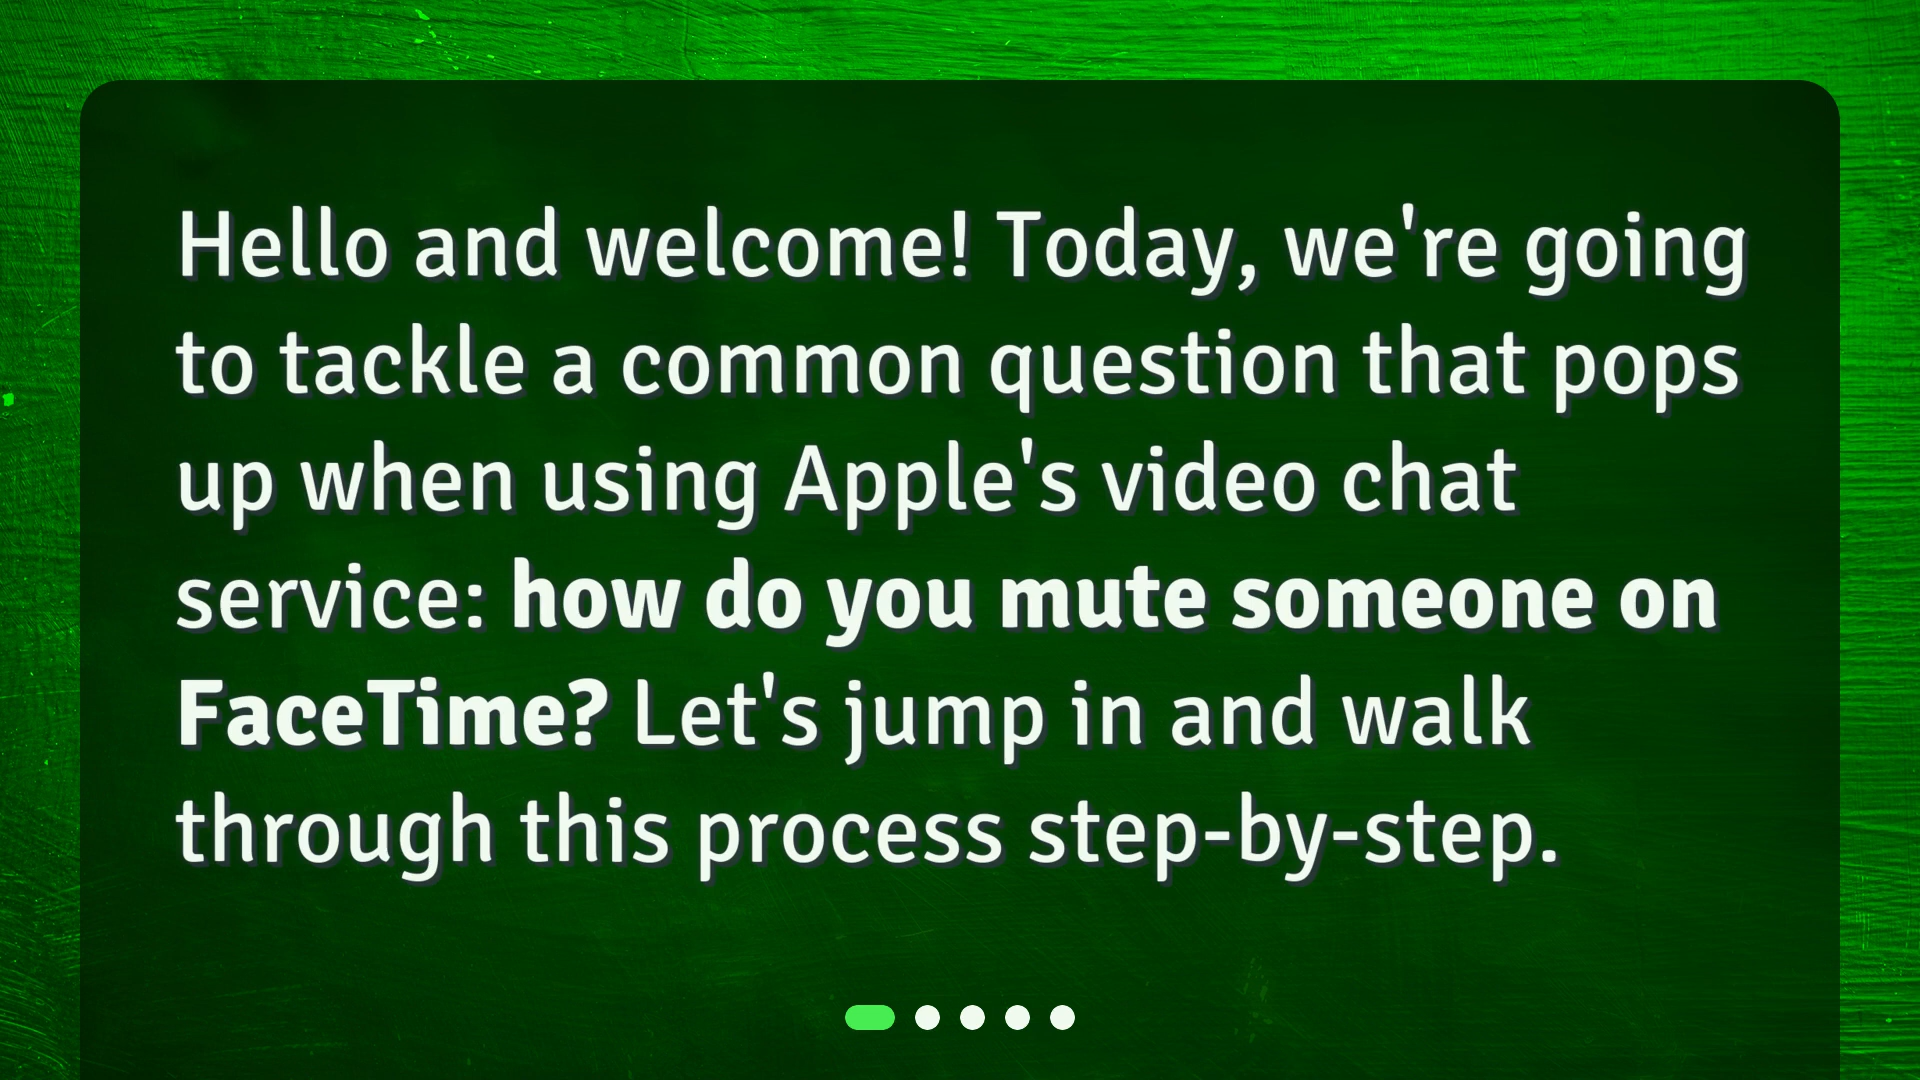 Hello and welcome! Today, we're going
to tackle a common question that pops
up when using Apple's video chat
service: how do you mute someone on
FaceTime? Let's jump in and walk
through this process step-by-step.